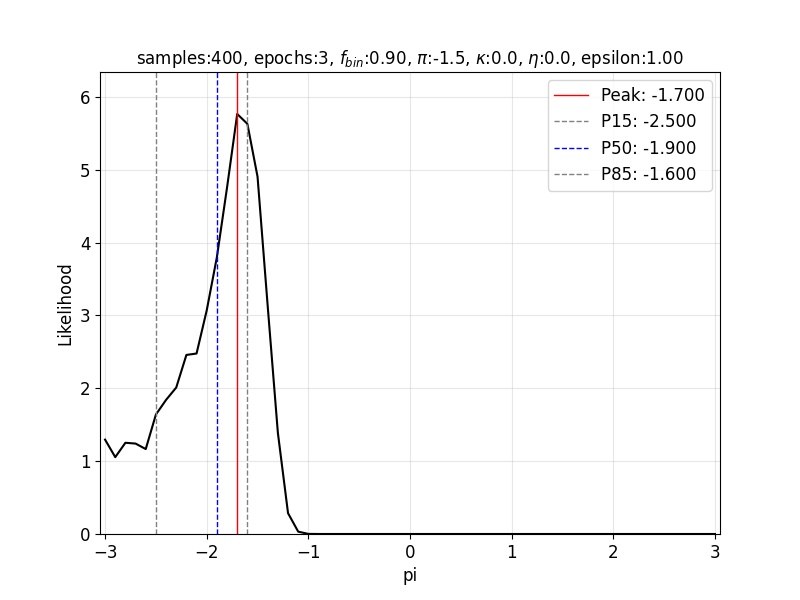 samples:400, epochs:3, f_bin:0.90, π:-1.5, κ:0.0, η:0.0, epsilon:1.00
Peak: -1.700
P15: -2.500
P50: -1.900
P85: -1.600
Likelihood
6
5
4
3
2
1
0
−3 −2 −1 0 1 2 3
pi